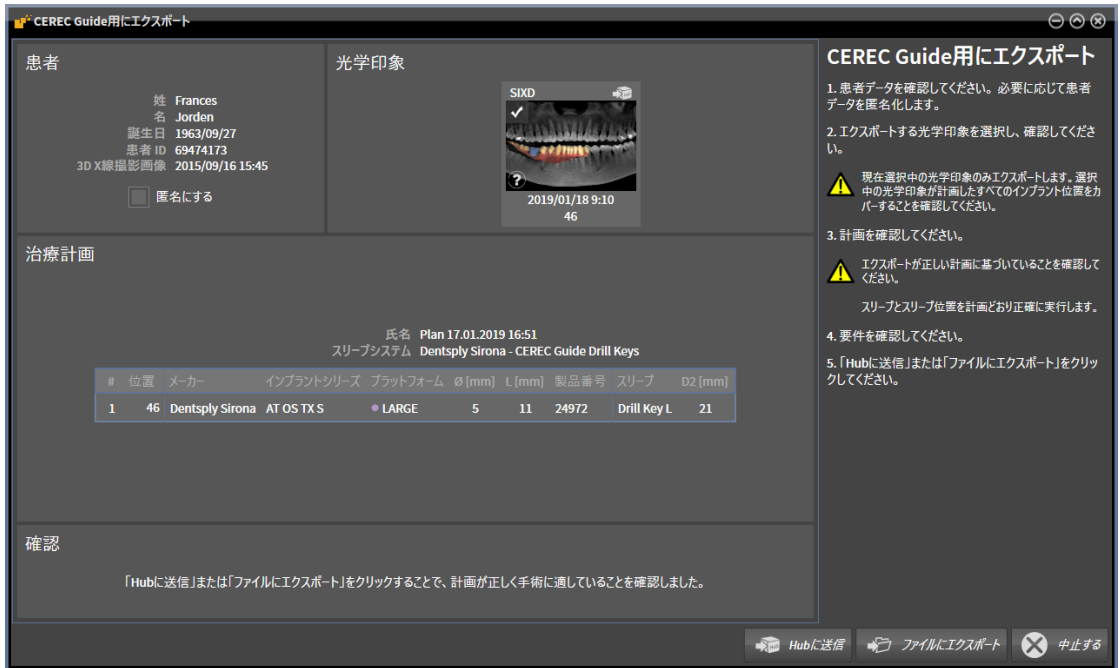 CEREC Guide用にエクスポート
患者
姓 Frances
名 Jorden
誕生日 1963/09/27
患者 ID 69474173
3D X線撮影画像 2015/09/16 15:45
匿名にする
光学印象
SIXD
2019/01/18 9:10
46
治療計画
氏名 Plan 17.01.2019 16:51
スリーブシステム Dentsply Sirona - CEREC Guide Drill Keys
# 位置 メーカー インプラントシリーズ プラットフォーム Ø [mm] L [mm] 製品番号 スリーブ D2 [mm]
1 46 Dentsply Sirona AT OS TX S LARGE 5 11 24972 Drill Key L 21
確認
「Hubに送信」または「ファイルにエクスポート」をクリックすることで、計画が正しく手術に適していることを確認しました。
CEREC Guide用にエクスポート
1. 患者データを確認してください。必要に応じて患者
データを匿名化します。
2. エクスポートする光学印象を選択し、確認してくださ
い。
現在選択中の光学印象のみエクスポートします。選択
中の光学印象が計画したすべてのインプラント位置をカ
バーすることを確認してください。
3. 計画を確認してください。
エクスポートが正しい計画に基づいていることを確認して
ください。
スリーブとスリーブ位置を計画どおり正確に実行します。
4. 要件を確認してください。
5. 「Hubに送信」または「ファイルにエクスポート」をクリッ
クしてください。
Hubに送信 ファイルにエクスポート 中止する